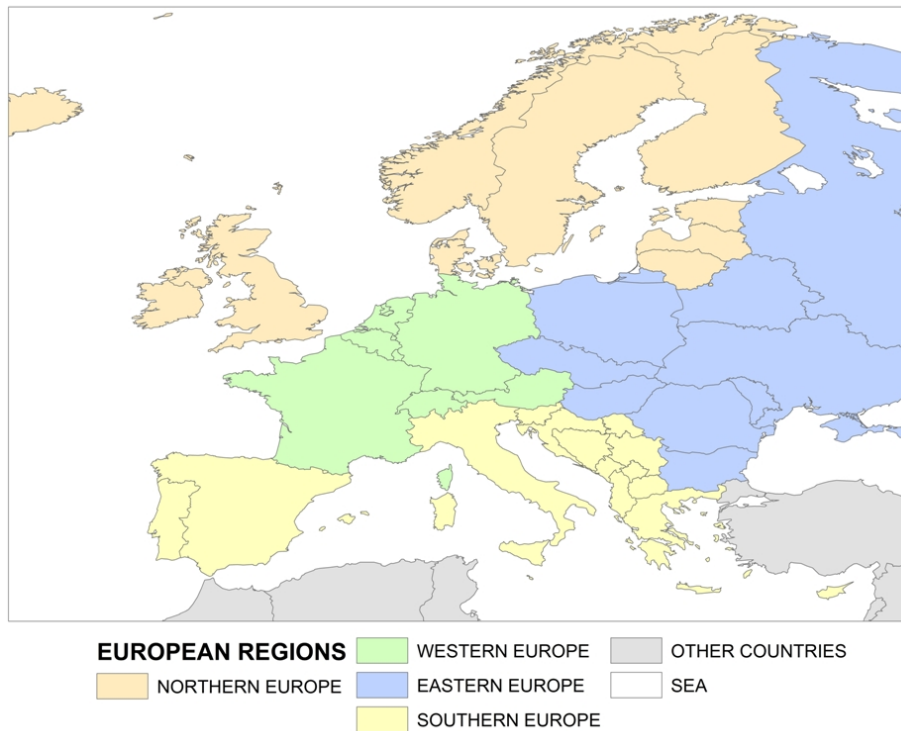 EUROPEAN REGIONS
NORTHERN EUROPE
WESTERN EUROPE
EASTERN EUROPE
SOUTHERN EUROPE
OTHER COUNTRIES
SEA